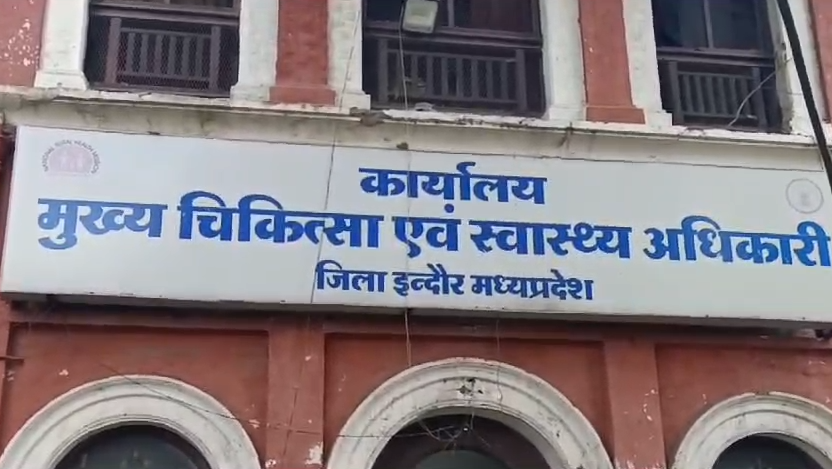 कार्यालय
मुख्य चिकित्सा एवं स्वास्थ्य अधिकारी
जिला इन्दौर मध्यप्रदेश